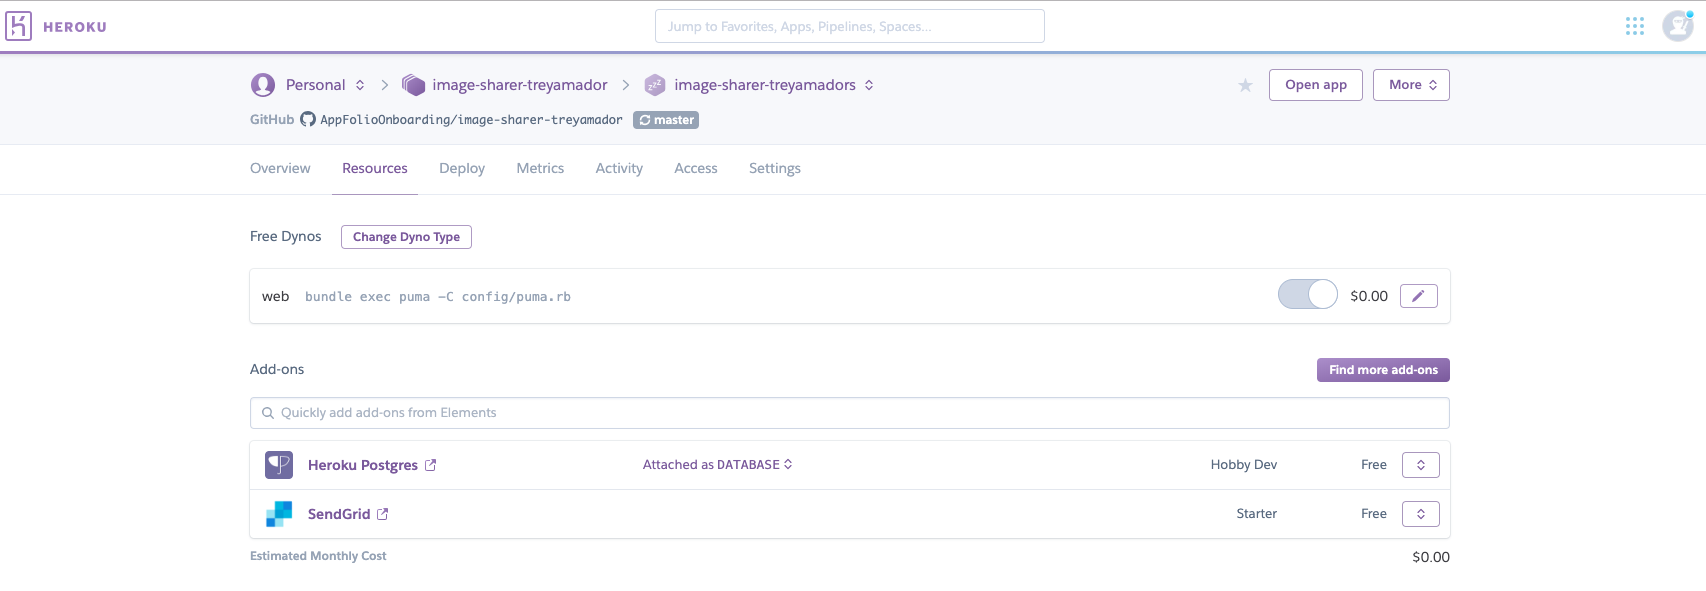 HEROKU
Jump to Favorites, Apps, Pipelines, Spaces...
Personal image-sharer-treyamador image-sharer-treyamadors
Open app More
GitHub AppFolioOnboarding/image-sharer-treyamador master
Overview Resources Deploy Metrics Activity Access Settings
Free Dynos Change Dyno Type
web bundle exec puma -C config/puma.rb $0.00
Add-ons Find more add-ons
Quickly add add-ons from Elements
Heroku Postgres Attached as DATABASE Hobby Dev Free
SendGrid Starter Free
Estimated Monthly Cost $0.00